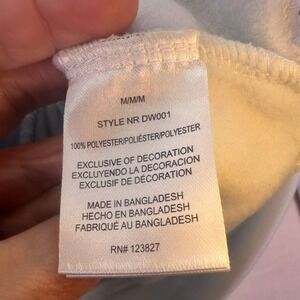 M/M/M
STYLE NR DW001
100% POLYESTER/POLIÉSTER/POLYESTER
EXCLUSIVE OF DECORATION
EXCLUYENDO LA DECORACION
EXCLUSIF DE DÉCORATION
MADE IN BANGLADESH
HECHO EN BANGLADESH
FABRIQUÉ AU BANGLADESH
RN# 123827